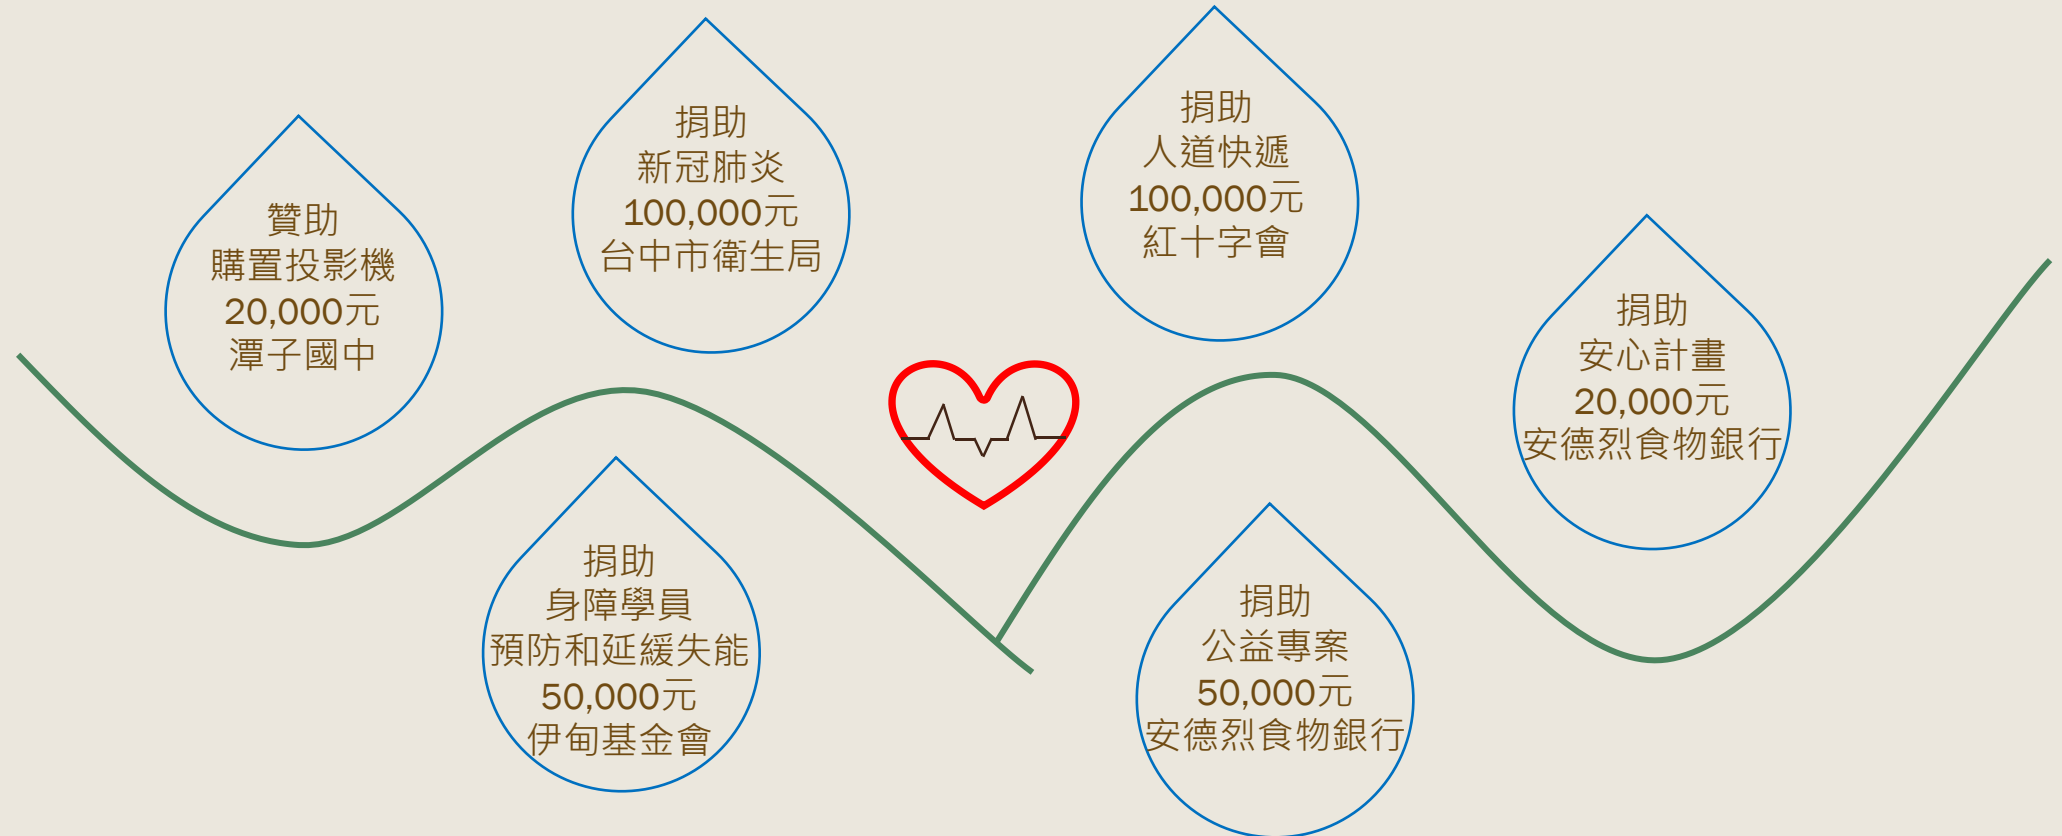 贊助
購置投影機
20,000元
潭子國中
捐助
新冠肺炎
100,000元
台中市衛生局
捐助
人道快遞
100,000元
紅十字會
捐助
安心計畫
20,000元
安德烈食物銀行
捐助
身障學員
預防和延緩失能
50,000元
伊甸基金會
捐助
公益專案
50,000元
安德烈食物銀行